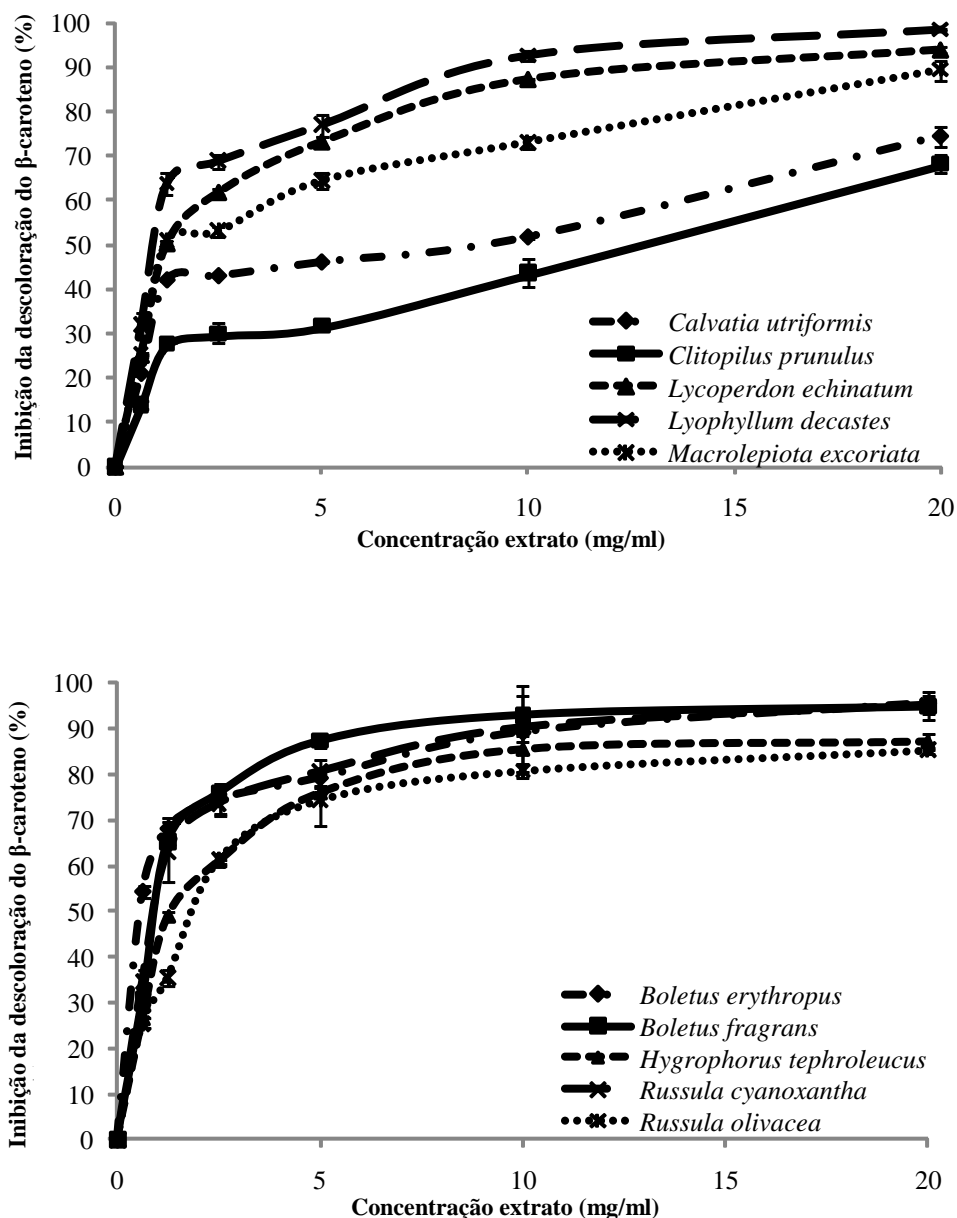 Inibição da descoloração do β-caroteno (%)
100
90
80
70
60
50
40
30
20
10
0
0
5
10
15
20
Concentração extrato (mg/ml)
Calvatia utriformis
Clitopilus prunulus
Lycoperdon echinatum
Lyophyllum decastes
Macrolepiota excoriata
Inibição da descoloração do β-caroteno (%)
100
90
80
70
60
50
40
30
20
10
0
0
5
10
15
20
Concentração extrato (mg/ml)
Boletus erythropus
Boletus fragrans
Hygrophorus tephroleucus
Russula cyanoxantha
Russula olivacea